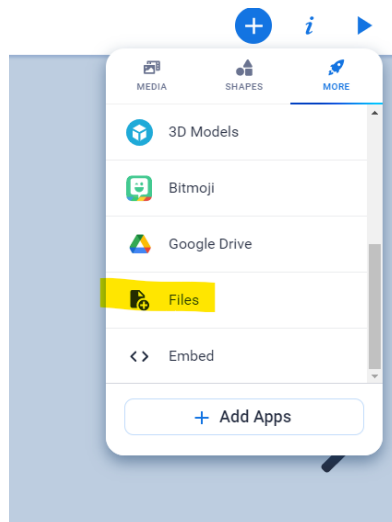 MEDIA SHAPES MORE
3D Models
Bitmoji
Google Drive
Files
< > Embed
+ Add Apps